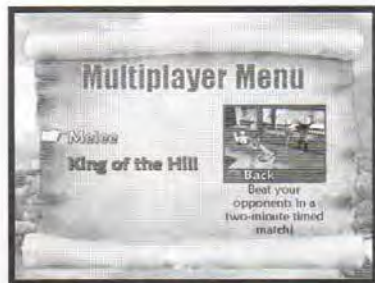 Multiplayer Menu
Melee
King of the Hill
Back
Beat your
opponents in a
two-minute timed
match!